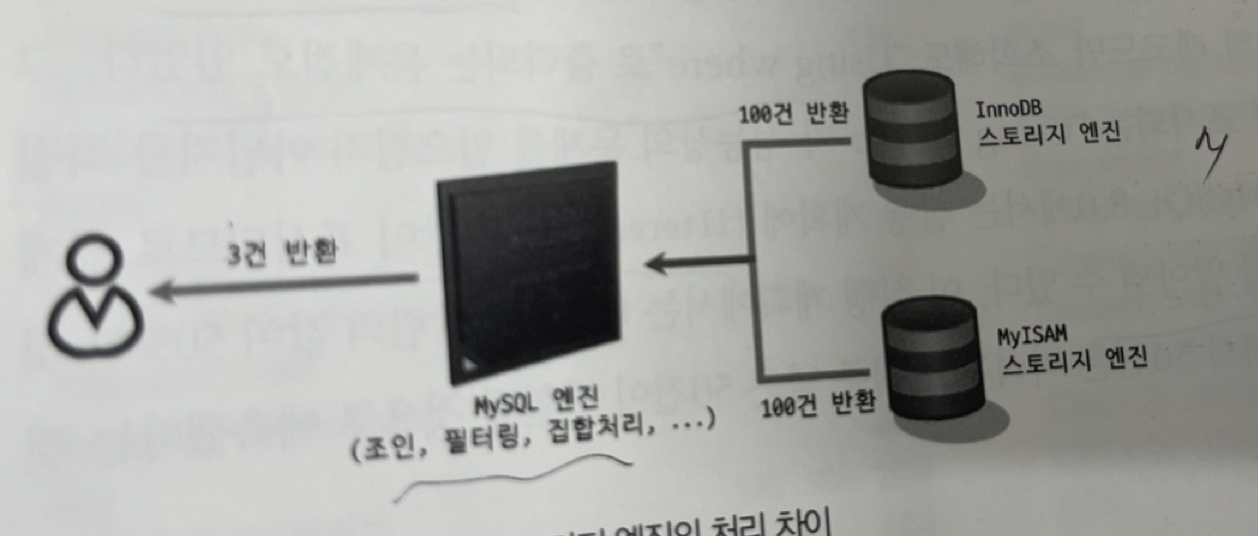 100건 반환
InnoDB
스토리지 엔진
3건 반환
MySQL 엔진
(조인, 필터링, 집합처리, ...)
MyISAM
스토리지 엔진
100건 반환
엔진의 처리 차이